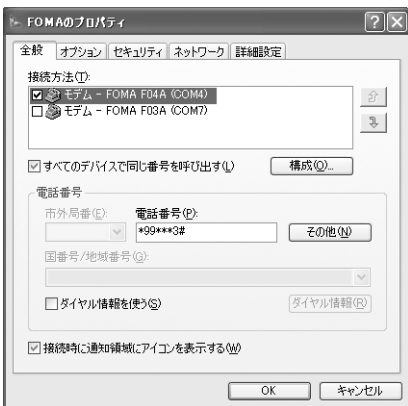 FOMAのプロパティ
全般 オプション セキュリティ ネットワーク 詳細設定
接続方法(T):
モデム - FOMA F04A (COM4)
モデム - FOMA F03A (COM7)
すべてのデバイスで同じ番号を呼び出す(L) 構成(O)...
電話番号
市外局番(E): 電話番号(P):
*99***3# その他(N)
国番号/地域番号(G):
ダイヤル情報を使う(S) ダイヤル情報(R)
接続時に通知領域にアイコンを表示する(W)
OK キャンセル